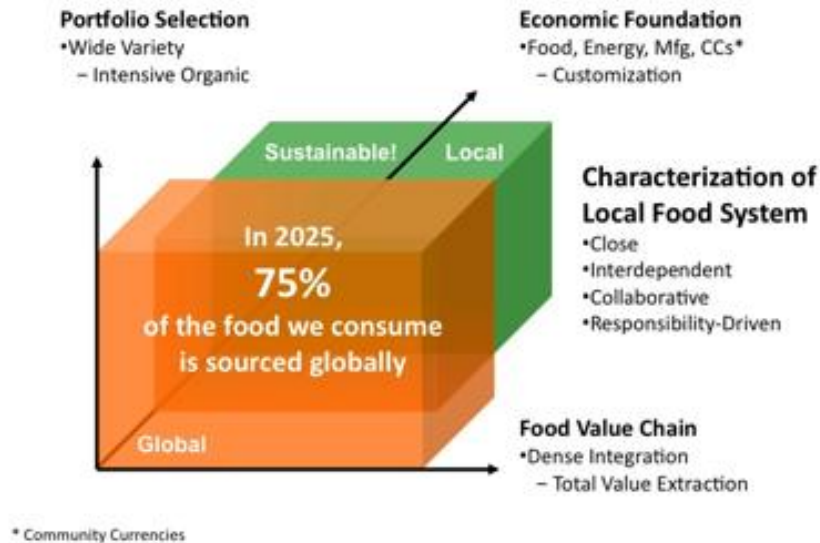 Portfolio Selection
•Wide Variety
– Intensive Organic
Economic Foundation
•Food, Energy, Mfg, CCs*
– Customization
Sustainable!
Local
Characterization of
Local Food System
•Close
•Interdependent
•Collaborative
•Responsibility-Driven
In 2025,
75%
of the food we consume
is sourced globally
Global
Food Value Chain
•Dense Integration
– Total Value Extraction
* Community Currencies